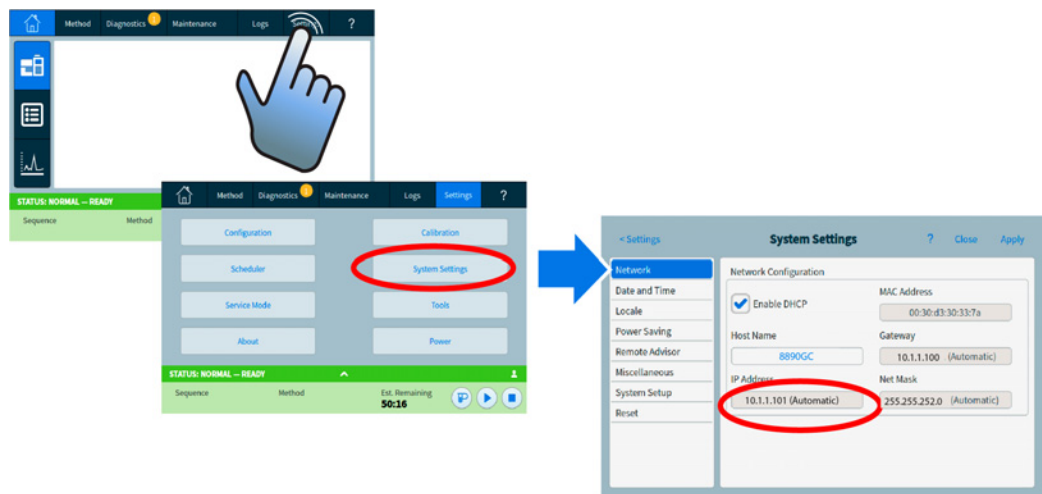 Method Diagnostics Maintenance Logs Settings ?
STATUS: NORMAL — READY
Sequence Method
Method Diagnostics Maintenance Logs Settings ?
Configuration Calibration
Scheduler System Settings
Service Mode Tools
About Power
STATUS: NORMAL — READY
Sequence Method Est. Remaining
50:16
< Settings System Settings ? Close Apply
Network
Date and Time
Locale
Power Saving
Remote Advisor
Miscellaneous
System Setup
Reset
Network Configuration
Enable DHCP
MAC Address
00:30:d3:30:33:7a
Host Name
8890GC
Gateway
10.1.1.100 (Automatic)
IP Address
10.1.1.101 (Automatic)
Net Mask
255.255.252.0 (Automatic)